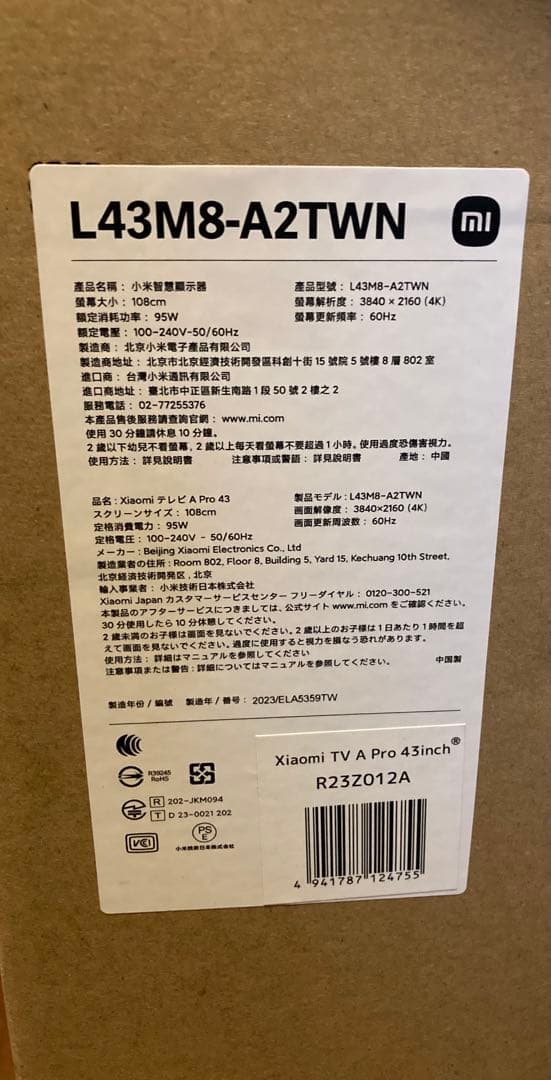 L43M8-A2TWN
mi
產品名稱：小米智慧顯示器
產品型號：L43M8-A2TWN
螢幕大小：108cm
螢幕解析度：3840 × 2160 (4K)
額定消耗功率：95W
螢幕更新頻率：60Hz
額定電壓：100-240V~50/60Hz
製造商：北京小米電子產品有限公司
製造商地址：北京市北京經濟技術開發區科創十街 15 號院 5 號樓 8 層 802 室
進口商：台灣小米通訊有限公司
進口商地址：臺北市中正區新生南路 1 段 50 號 2 樓之 2
服務電話：02-77255376
本產品售後服務請查詢官網：www.mi.com
使用 30 分鐘請休息 10 分鐘。
2 歲以下幼兒不看螢幕，2 歲以上每天看螢幕不要超過 1 小時。使用過度恐傷害視力。
使用方法：詳見說明書 注意事項或警語：詳見說明書 產地：中國
品名：Xiaomi テレビ A Pro 43
製品モデル：L43M8-A2TWN
スクリーンサイズ：108cm
画面解像度：3840×2160 (4K)
定格消費電力：95W
画面更新周波数：60Hz
定格電圧：100-240V ~ 50/60Hz
メーカー：Beijing Xiaomi Electronics Co., Ltd
製造業者の住所：Room 802, Floor 8, Building 5, Yard 15, Kechuang 10th Street,
北京経済技術開発区，北京
輸入事業者：小米技術日本株式会社
Xiaomi Japan カスタマーサービスセンター フリーダイヤル：0120-300-521
本製品のアフターサービスにつきましては、公式サイト www.mi.com をご確認ください。
30 分使用したら 10 分休憩してください。
2 歳未満のお子様は画面を見ないでください。2 歳以上のお子様は 1 日あたり 1 時間を超
えて画面を見ないでください。過度に使用すると視力を損なう恐れがあります。
使用方法：詳細はマニュアルを参照してください
注意事項または警告：詳細についてはマニュアルを参照してください。 中国製
製造年份 / 編號 製造年 / 番号：2023/ELA5359TW
R39245
RoHS
R 202-JKM094
T D 23-0021 202
VCI
PS
E
小米技術日本株式会社
Xiaomi TV A Pro 43inch®
R23Z012A
4 941787 124755